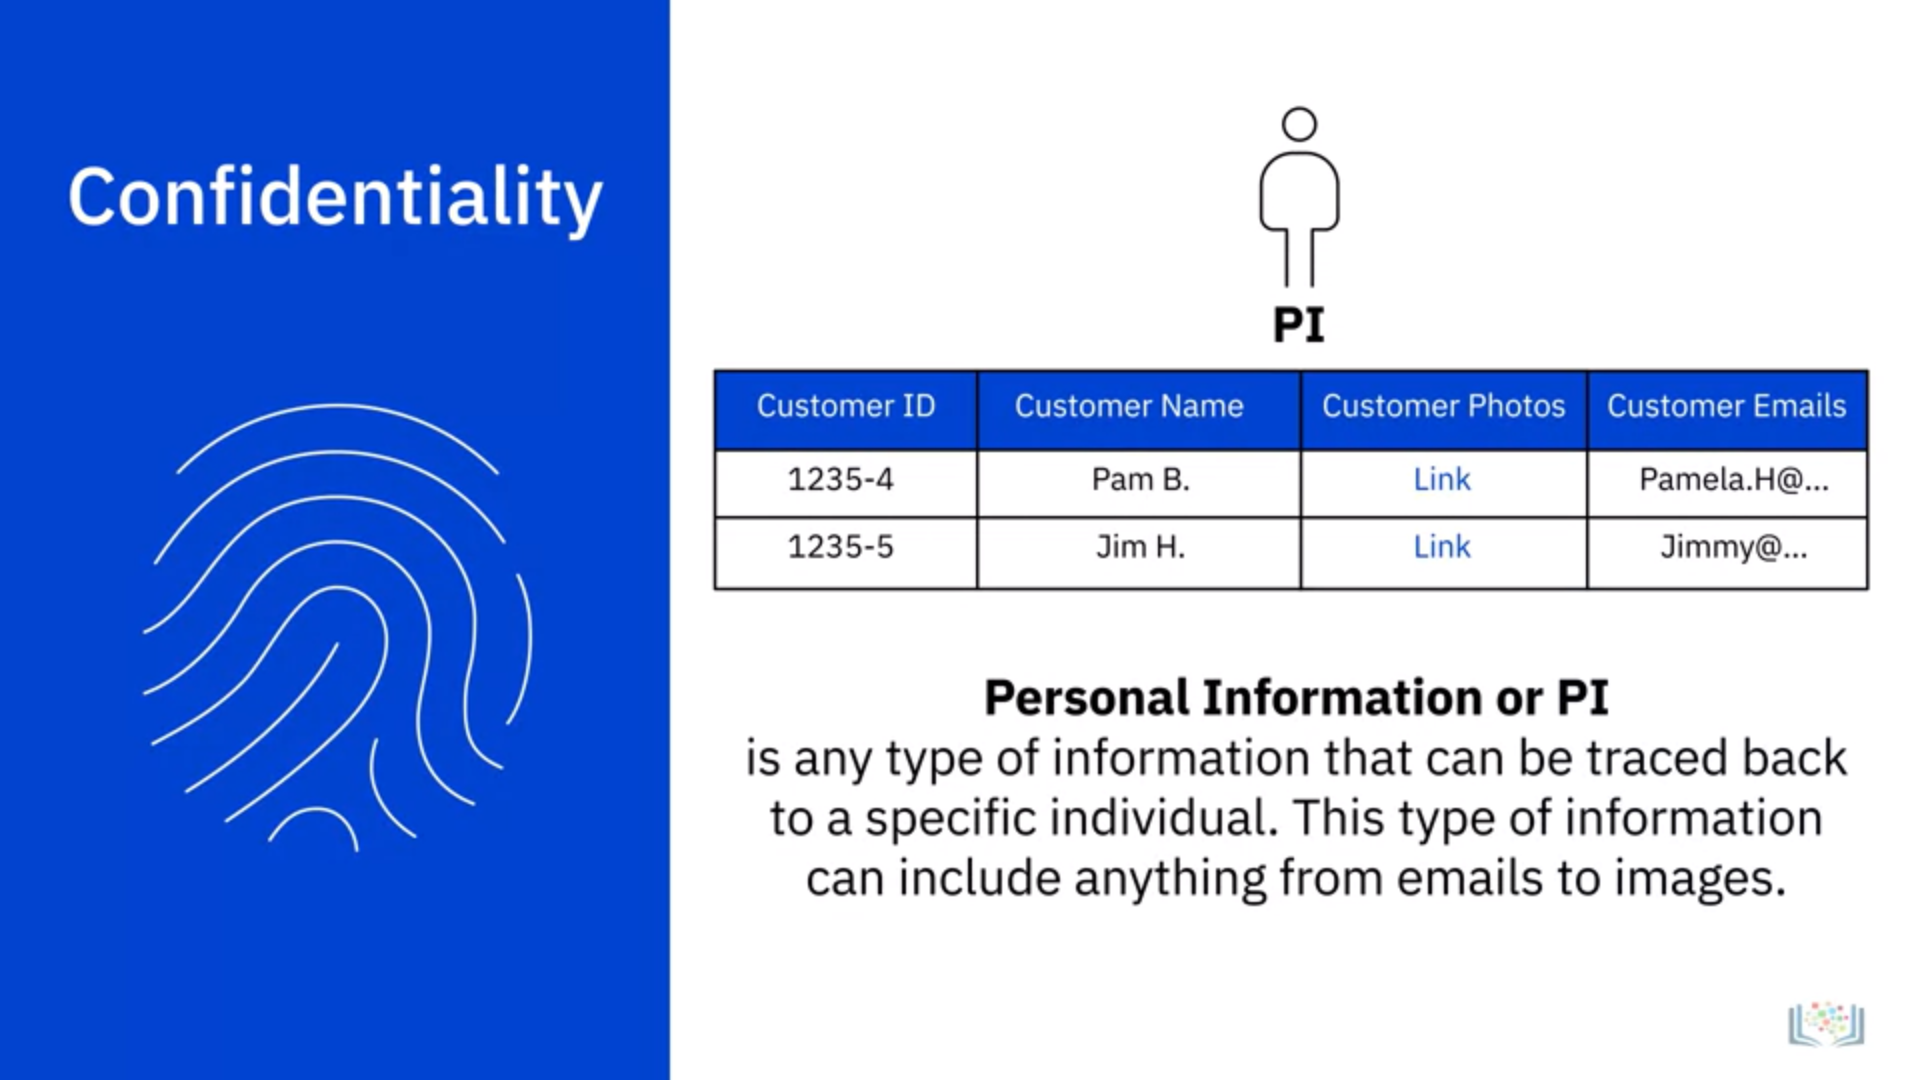 Confidentiality
PI
Customer ID Customer Name Customer Photos Customer Emails
1235-4 Pam B. Link Pamela.H@...
1235-5 Jim H. Link Jimmy@...
Personal Information or PI
is any type of information that can be traced back
to a specific individual. This type of information
can include anything from emails to images.